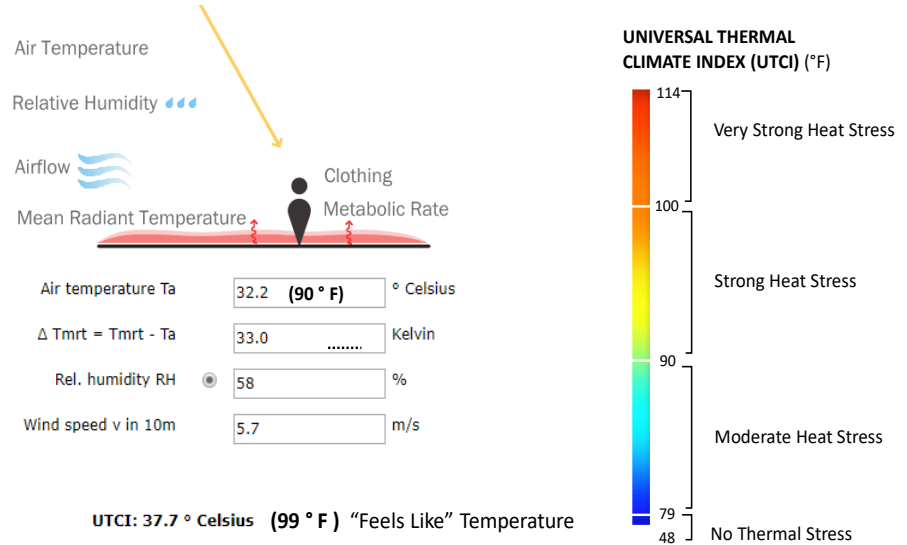 Air Temperature
Relative Humidity
Airflow
Clothing
Mean Radiant Temperature
Metabolic Rate
Air temperature Ta 32.2 (90 ° F) ° Celsius
Δ Tmrt = Tmrt - Ta 33.0 ........ Kelvin
Rel. humidity RH 58 %
Wind speed v in 10m 5.7 m/s
UTCI: 37.7 ° Celsius (99 ° F ) “Feels Like” Temperature
UNIVERSAL THERMAL
CLIMATE INDEX (UTCI) (°F)
114
Very Strong Heat Stress
100
Strong Heat Stress
90
Moderate Heat Stress
79
48
No Thermal Stress